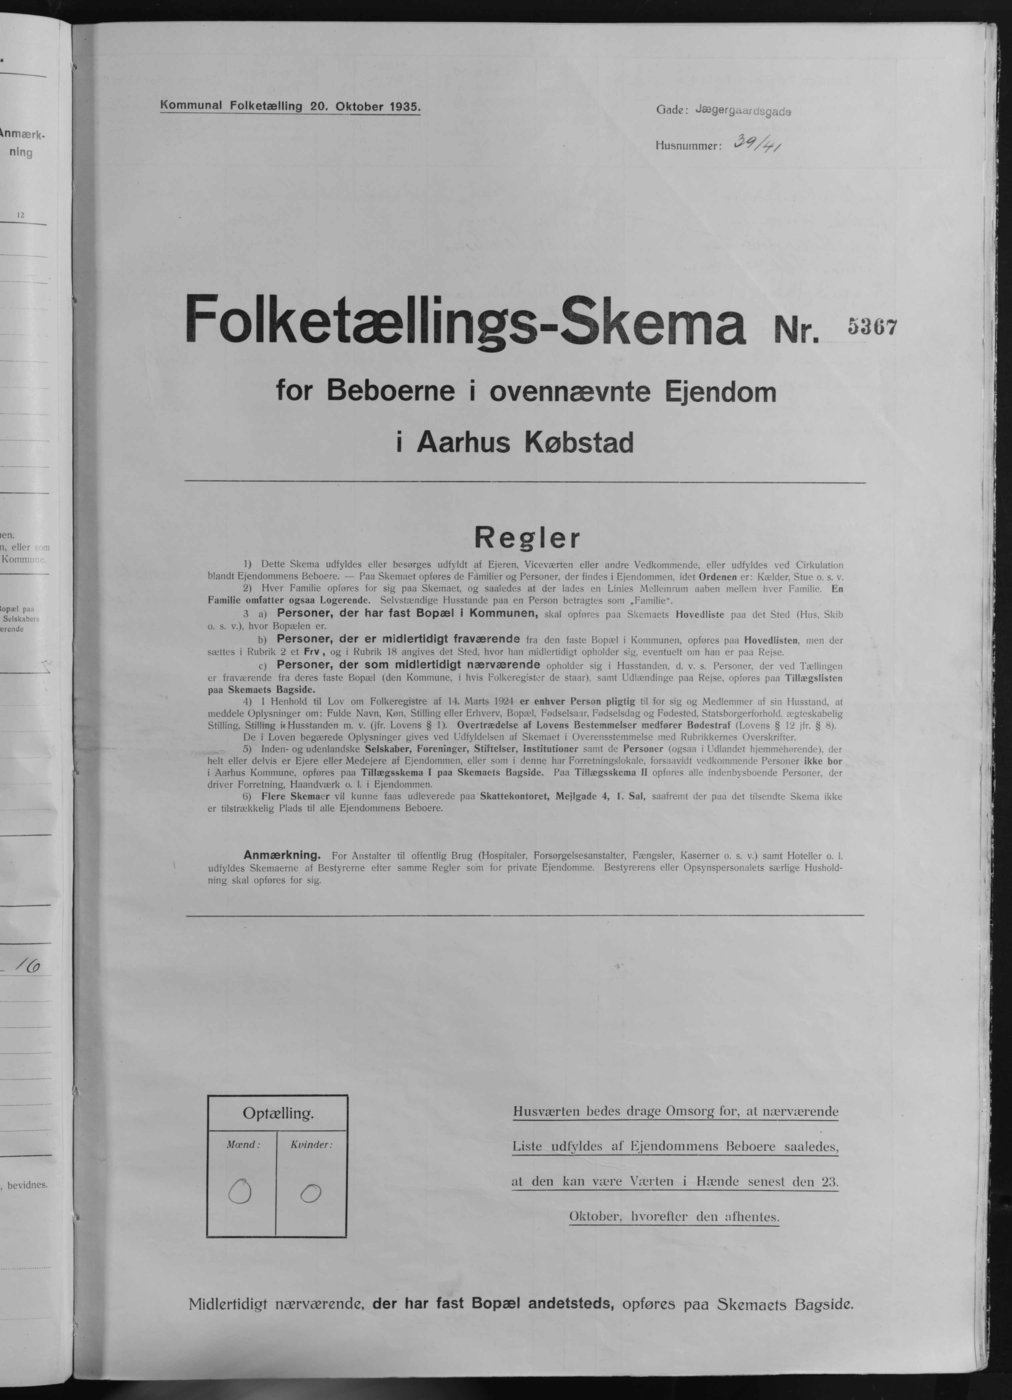 Anmærk-
ning
12
en.
n, eller som
Kommune.
opæl paa
Selskabers
ærende
16
, bevidnes.
Kommunal Folketælling 20. Oktober 1935.
Gade: Jægergaardsgade
Husnummer: 39/41
Folketællings-Skema Nr. 5367
for Beboerne i ovennævnte Ejendom
i Aarhus Købstad
Regler
1) Dette Skema udfyldes eller besørges udfyldt af Ejeren, Viceværten eller andre Vedkommende, eller udfyldes ved Cirkulation
blandt Ejendommens Beboere. — Paa Skemaet opføres de Familier og Personer, der findes i Ejendommen, idet Ordenen er: Kælder, Stue o. s. v.
2) Hver Familie opføres for sig paa Skemaet, og saaledes at der lades en Linies Mellemrum aaben mellem hver Familie. En
Familie omfatter ogsaa Logerende. Selvstændige Husstande paa en Person betragtes som „Familie“.
3 a) Personer, der har fast Bopæl i Kommunen, skal opføres paa Skemaets Hovedliste paa det Sted (Hus, Skib
o. s. v.), hvor Bopælen er.
b) Personer, der er midlertidigt fraværende fra den faste Bopæl i Kommunen, opføres paa Hovedlisten, men der
sættes i Rubrik 2 et Frv, og i Rubrik 18 angives det Sted, hvor han midlertidigt opholder sig, eventuelt om han er paa Rejse.
c) Personer, der som midlertidigt nærværende opholder sig i Husstanden, d. v. s. Personer, der ved Tællingen
er fraværende fra deres faste Bopæl (den Kommune, i hvis Folkeregister de staar), samt Udlændinge paa Rejse, opføres paa Tillægslisten
paa Skemaets Bagside.
4) I Henhold til Lov om Folkeregistre af 14. Marts 1924 er enhver Person pligtig til for sig og Medlemmer af sin Husstand, at
meddele Oplysninger om: Fulde Navn, Køn, Stilling eller Erhverv, Bopæl, Fødselsaar, Fødselsdag og Fødested, Statsborgerforhold, ægteskabelig
Stilling, Stilling i Husstanden m. v. (jfr. Lovens § 1). Overtrædelse af Lovens Bestemmelser medfører Bødestraf (Lovens § 12 jfr. § 8).
De i Loven begærede Oplysninger gives ved Udfyldelsen af Skemaet i Overensstemmelse med Rubrikkernes Overskrifter.
5) Inden- og udenlandske Selskaber, Foreninger, Stiftelser, Institutioner samt de Personer (ogsaa i Udlandet hjemmehørende), der
helt eller delvis er Ejere eller Medejere af Ejendommen, eller som i denne har Forretningslokale, forsaavidt vedkommende Personer ikke bor
i Aarhus Kommune, opføres paa Tillægsskema I paa Skemaets Bagside. Paa Tillægsskema II opføres alle indenbysboende Personer, der
driver Forretning, Haandværk o. l. i Ejendommen.
6) Flere Skemaer vil kunne faas udleverede paa Skattekontoret, Mejlgade 4, 1. Sal, saafremt der paa det tilsendte Skema ikke
er tilstrækkelig Plads til alle Ejendommens Beboere.
Anmærkning. For Anstalter til offentlig Brug (Hospitaler, Forsørgelsesanstalter, Fængsler, Kaserner o. s. v.) samt Hoteller o. l.
udfyldes Skemaerne af Bestyrerne efter samme Regler som for private Ejendomme. Bestyrerens eller Opsynspersonalets særlige Hushold-
ning skal opføres for sig.
Optælling.
Mænd: Kvinder:
0 0
Husværten bedes drage Omsorg for, at nærværende
Liste udfyldes af Ejendommens Beboere saaledes,
at den kan være Værten i Hænde senest den 23.
Oktober, hvorefter den afhentes.
Midlertidigt nærværende, der har fast Bopæl andetsteds, opføres paa Skemaets Bagside.